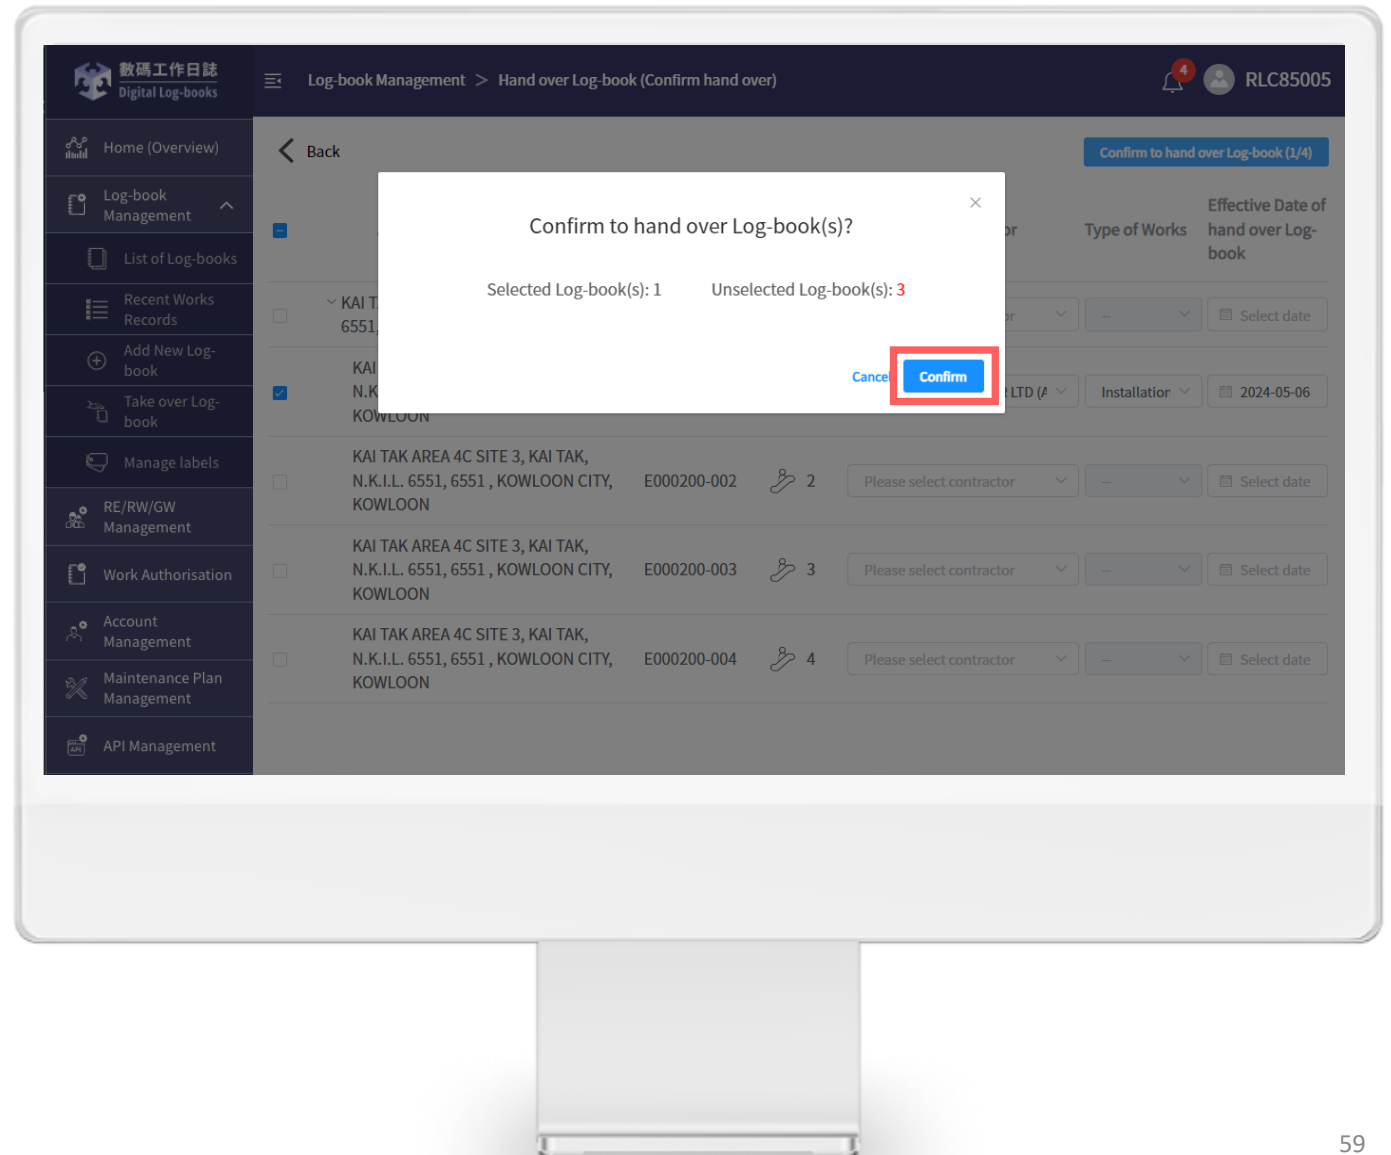 數碼工作日誌
Digital Log-books
Log-book Management > Hand over Log-book (Confirm hand over)
4
RLC85005
Home (Overview)
Log-book
Management
List of Log-books
Recent Works
Records
Add New Log-
book
Take over Log-
book
Manage labels
RE/RW/GW
Management
Work Authorisation
Account
Management
Maintenance Plan
Management
API Management
Back
Confirm to hand over Log-book (1/4)
Type of Works
Effective Date of
hand over Log-
book
Confirm to hand over Log-book(s)?
Selected Log-book(s): 1 Unselected Log-book(s): 3
Cancel Confirm
KAI T
6551,
-- Select date
KAI
N.K
KOWLOON
LTD (A Installation 2024-05-06
KAI TAK AREA 4C SITE 3, KAI TAK,
N.K.I.L. 6551, 6551 , KOWLOON CITY, E000200-002 2 Please select contractor -- Select date
KOWLOON
KAI TAK AREA 4C SITE 3, KAI TAK,
N.K.I.L. 6551, 6551 , KOWLOON CITY, E000200-003 3 Please select contractor -- Select date
KOWLOON
KAI TAK AREA 4C SITE 3, KAI TAK,
N.K.I.L. 6551, 6551 , KOWLOON CITY, E000200-004 4 Please select contractor -- Select date
KOWLOON
59